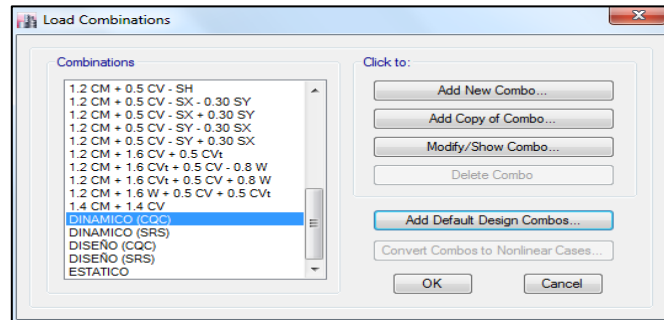 Load Combinations
Combinations
1.2 CM + 0.5 CV - SH
1.2 CM + 0.5 CV - SX - 0.30 SY
1.2 CM + 0.5 CV - SX + 0.30 SY
1.2 CM + 0.5 CV - SY - 0.30 SX
1.2 CM + 0.5 CV - SY + 0.30 SX
1.2 CM + 1.6 CV + 0.5 CVt
1.2 CM + 1.6 CVt + 0.5 CV - 0.8 W
1.2 CM + 1.6 CVt + 0.5 CV + 0.8 W
1.2 CM + 1.6 W + 0.5 CV + 0.5 CVt
1.4 CM + 1.4 CV
DINAMICO (CQC)
DINAMICO (SRS)
DISEÑO (CQC)
DISEÑO (SRS)
ESTATICO
Click to:
Add New Combo...
Add Copy of Combo...
Modify/Show Combo...
Delete Combo
Add Default Design Combos...
Convert Combos to Nonlinear Cases...
OK
Cancel